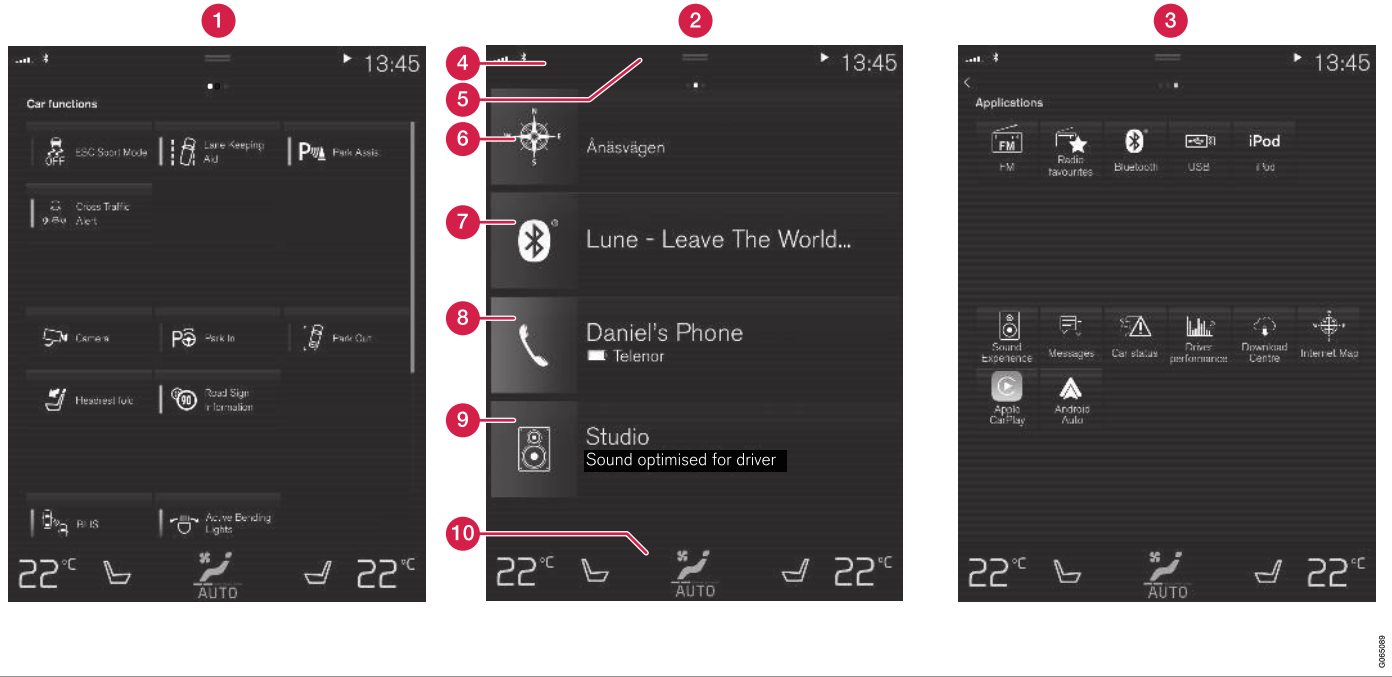 1
2
3
13:45
Car functions
ESC Sport Mode
OFF
Lane Keeping
Aid
Park Assist
Cross Traffic
Alert
Camera
Park In
Park Out
Headrest fold
90
Road Sign
Information
BLIS
Active Bending
Lights
22°C
AUTO
22°C
4
13:45
5
6
N
W
E
S
Ånäsvägen
7
Lune - Leave The World...
8
Daniel's Phone
Telenor
9
Studio
Sound optimised for driver
10
22°C
AUTO
22°C
13:45
Applications
FM
FM
Radio
favourites
Bluetooth
USB
iPod
iPod
Sound
Experience
Messages
Car status
Driver
performance
Download
Centre
Internet Map
Apple
CarPlay
Android
Auto
22°C
AUTO
22°C
G065089